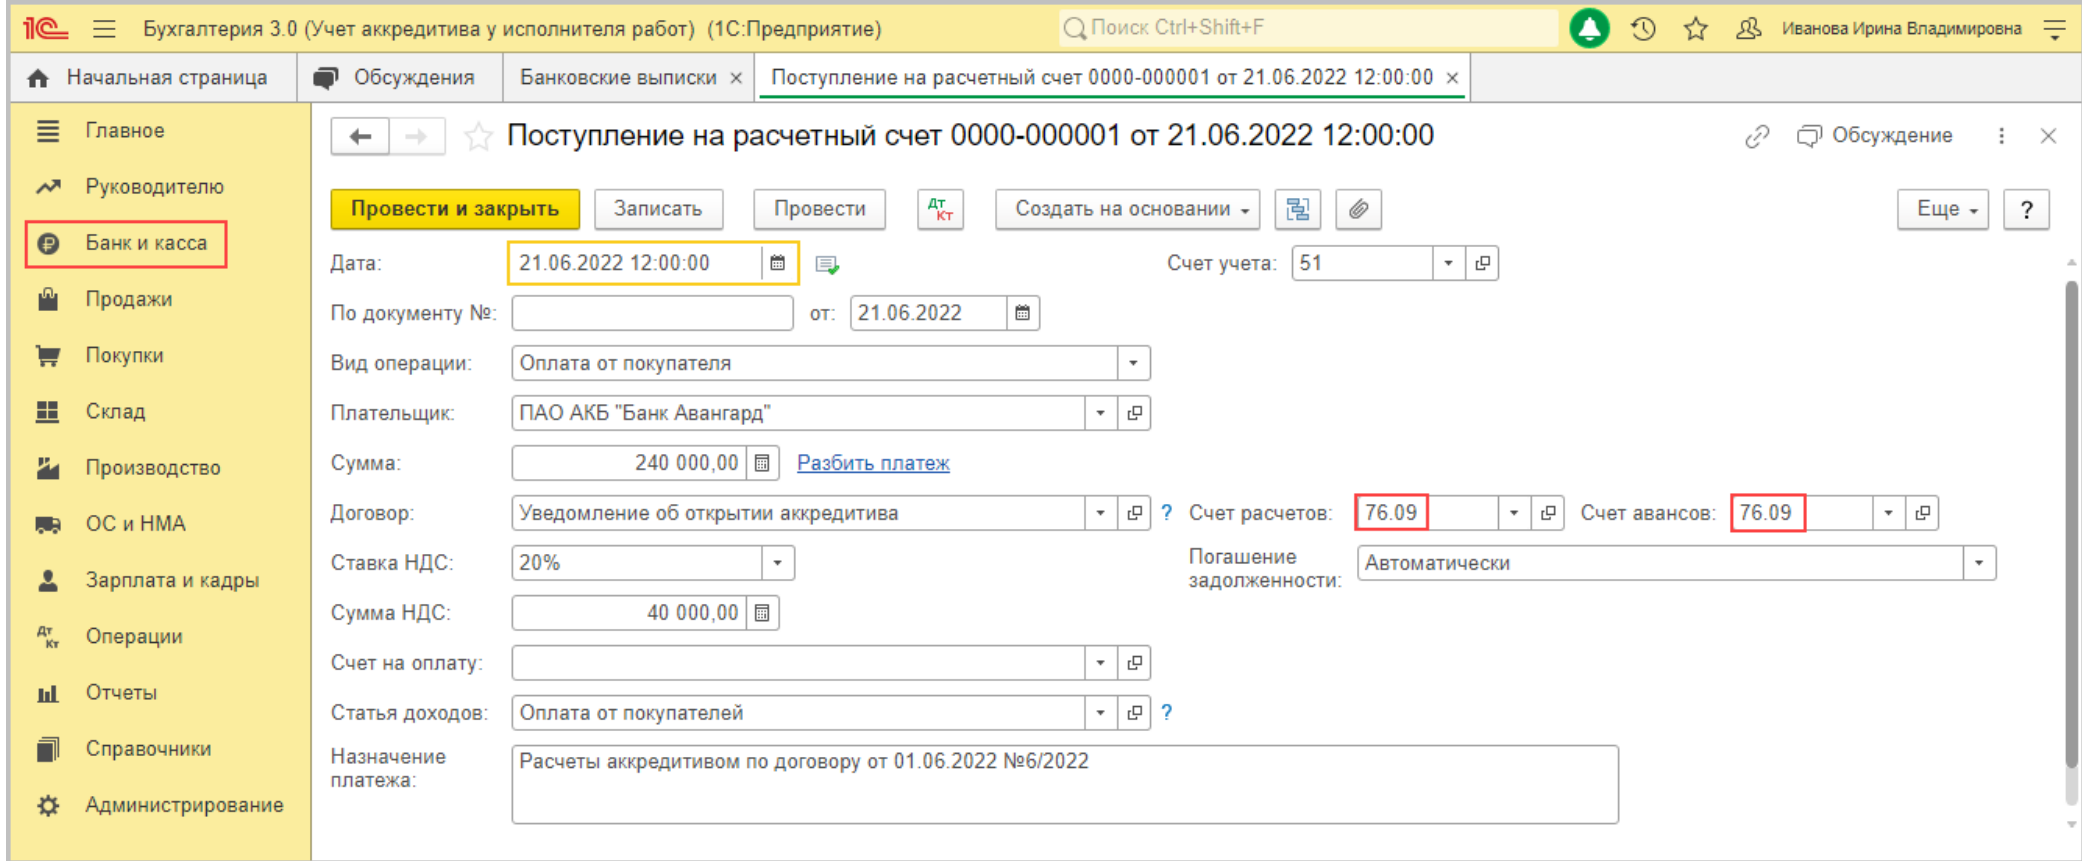 1С Бухгалтерия 3.0 (Учет аккредитива у исполнителя работ) (1С:Предприятие) Поиск Ctrl+Shift+F Иванова Ирина Владимировна
Начальная страница Обсуждения Банковские выписки × Поступление на расчетный счет 0000-000001 от 21.06.2022 12:00:00 ×
Главное
Руководителю
Банк и касса
Продажи
Покупки
Склад
Производство
ОС и НМА
Зарплата и кадры
Дт Кт Операции
Отчеты
Справочники
Администрирование
Поступление на расчетный счет 0000-000001 от 21.06.2022 12:00:00 Обсуждение
Провести и закрыть Записать Провести Дт Кт Создать на основании Еще ?
Дата: 21.06.2022 12:00:00 Счет учета: 51
По документу №: от: 21.06.2022
Вид операции: Оплата от покупателя
Плательщик: ПАО АКБ "Банк Авангард"
Сумма: 240 000,00 Разбить платеж
Договор: Уведомление об открытии аккредитива ? Счет расчетов: 76.09 Счет авансов: 76.09
Ставка НДС: 20% Погашение
задолженности: Автоматически
Сумма НДС: 40 000,00
Счет на оплату:
Статья доходов: Оплата от покупателей ?
Назначение
платежа: Расчеты аккредитивом по договору от 01.06.2022 №6/2022